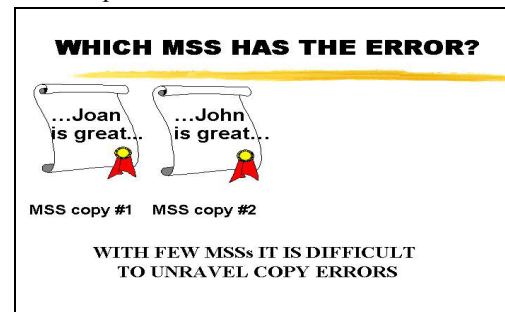 WHICH MSS HAS THE ERROR?
...Joan
is great...
...John
is great...
MSS copy #1
MSS copy #2
WITH FEW MSSs IT IS DIFFICULT
TO UNRAVEL COPY ERRORS